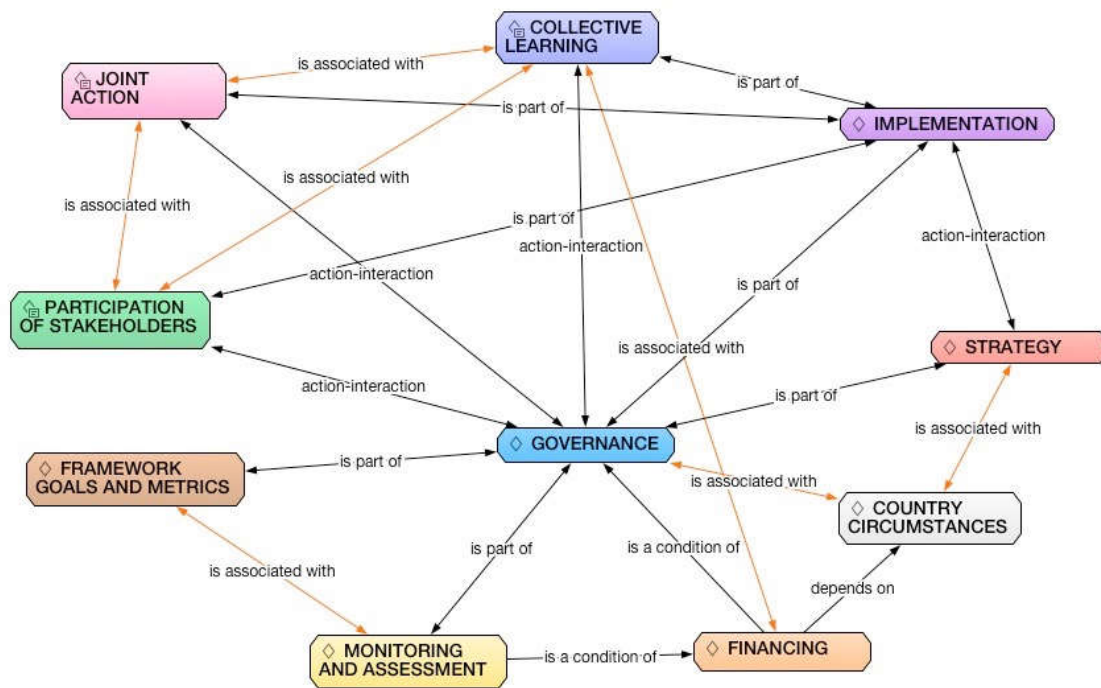 COLLECTIVE
LEARNING
is associated with
JOINT
ACTION
is part of
is part of
IMPLEMENTATION
is associated with
is associated with
is part of
action-interaction
action-interaction
action-interaction
is part of
PARTICIPATION
OF STAKEHOLDERS
is associated with
STRATEGY
action-interaction
is part of
is associated with
GOVERNANCE
FRAMEWORK
GOALS AND METRICS
is part of
is associated with
COUNTRY
CIRCUMSTANCES
is part of
is a condition of
is associated with
depends on
MONITORING
AND ASSESSMENT
is a condition of
FINANCING